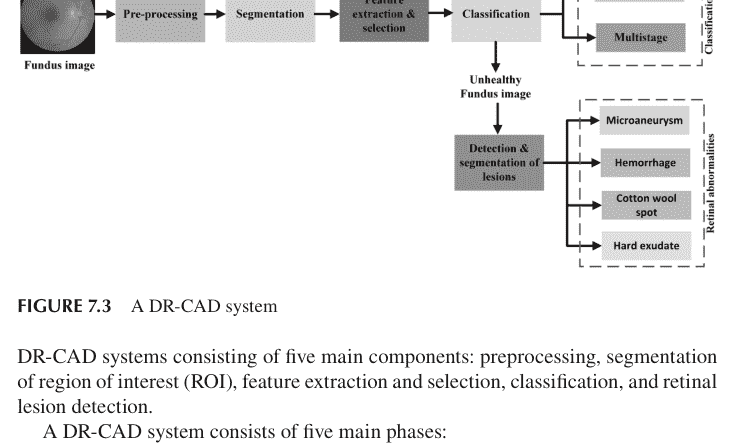 Pre-processing
Segmentation
Feature
extraction &
selection
Classification
Multistage
Fundus image
Unhealthy
Fundus image
Detection &
segmentation of
lesions
Microaneurysm
Hemorrhage
Cotton wool
spot
Hard exudate
Retinal abnormalities
FIGURE 7.3 A DR-CAD system
DR-CAD systems consisting of five main components: preprocessing, segmentation
of region of interest (ROI), feature extraction and selection, classification, and retinal
lesion detection.
A DR-CAD system consists of five main phases: